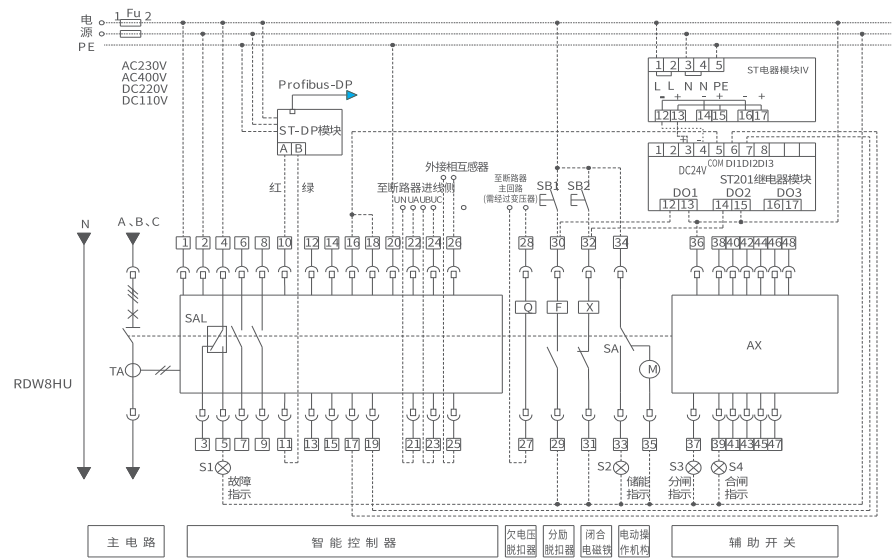 电 1 Fu 2
源
PE
AC230V
AC400V
DC220V
DC110V
Profibus-DP
ST-DP模块
A B
红 绿
外接相互感器
至断路器进线侧
UN UA UB UC
至断路器
主回路
(需经过变压器)
SB1 SB2
1 2 3 4 5
ST电器模块IV
L L N N PE
- + - + - +
12 13 14 15 16 17
+ -
1 2 3 4 5 6 7 8
DC24V COM DI1DI2DI3
ST201继电器模块
DO1 DO2 DO3
12 13 14 15 16 17
N A、B、C
1 2 4 6 8 10 12 14 16 18 20 22 24 26 28 30 32 34 36 38 40 42 44 46 48
SAL
Q F X
SA
M
AX
TA
RDW8HU
3 5 7 9 11 13 15 17 19 21 23 25 27 29 31 33 35 37 39 41 43 45 47
S1 S2 S3 S4
故障 储能 分闸 合闸
指示 指示 指示 指示
主电路
智能控制器
欠电压
脱扣器
分励
脱扣器
闭合
电磁铁
电动操
作机构
辅助开关